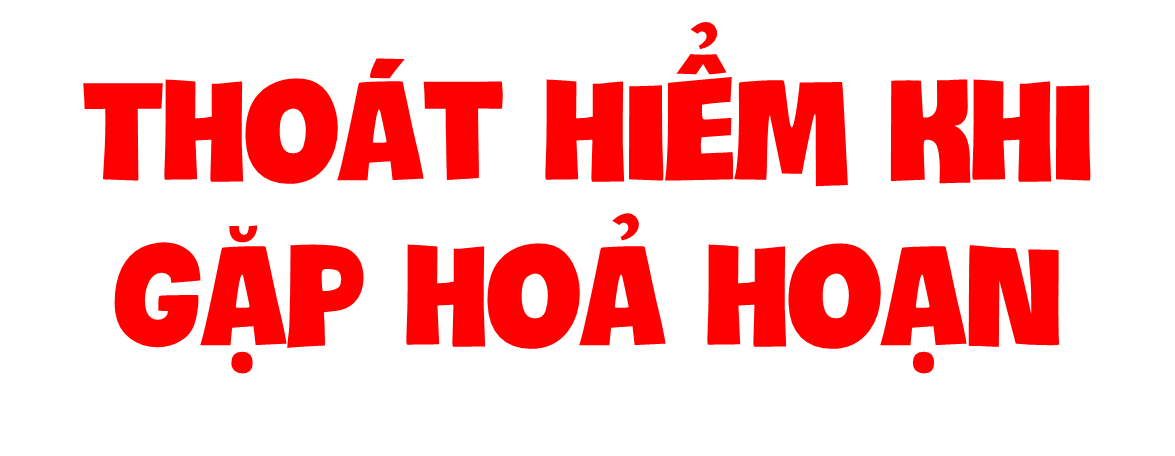 THOÁT HIỂM KHI
GẶP HOẢ HOẠN